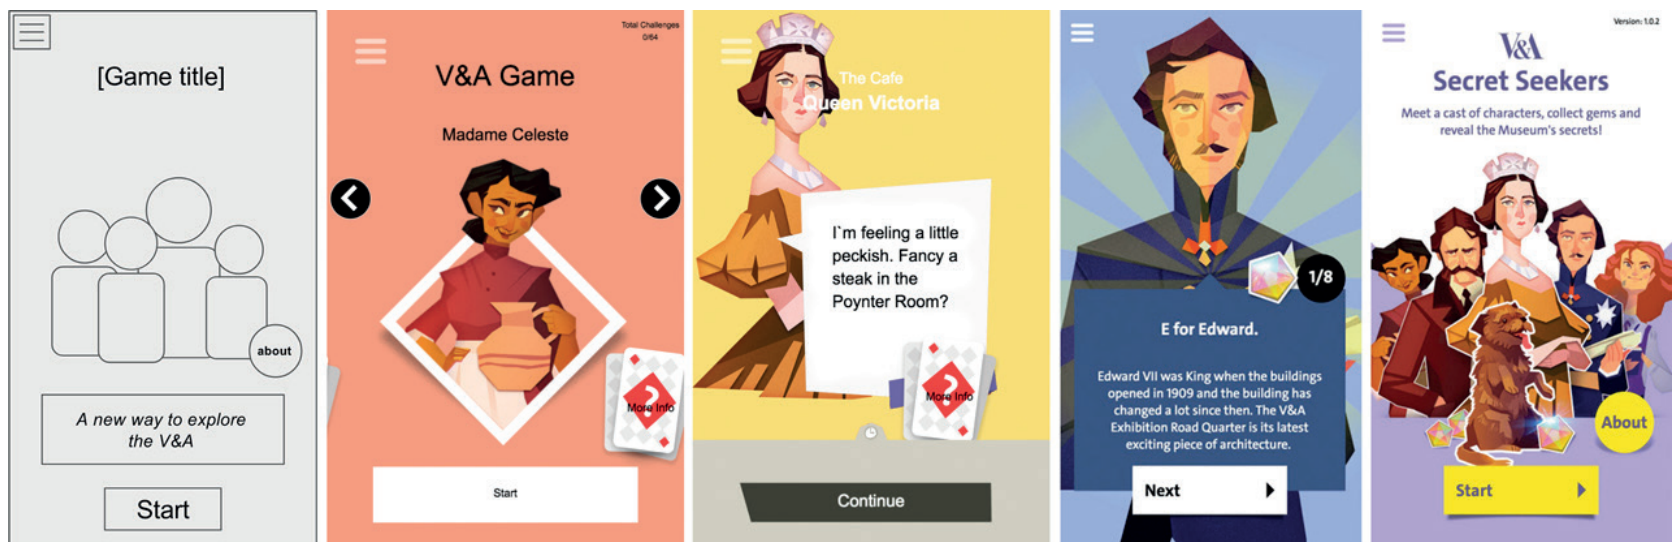 [Game title]
about
A new way to explore
the V&A
Start
Total Challenges
0/64
V&A Game
Madame Celeste
?
More Info
Start
The Cafe
Queen Victoria
I`m feeling a little
peckish. Fancy a
steak in the
Poynter Room?
?
More Info
Continue
1/8
E for Edward.
Edward VII was King when the buildings
opened in 1909 and the building has
changed a lot since then. The V&A
Exhibition Road Quarter is its latest
exciting piece of architecture.
Next
Version: 1.0.2
V&A
Secret Seekers
Meet a cast of characters, collect gems and
reveal the Museum's secrets!
About
Start